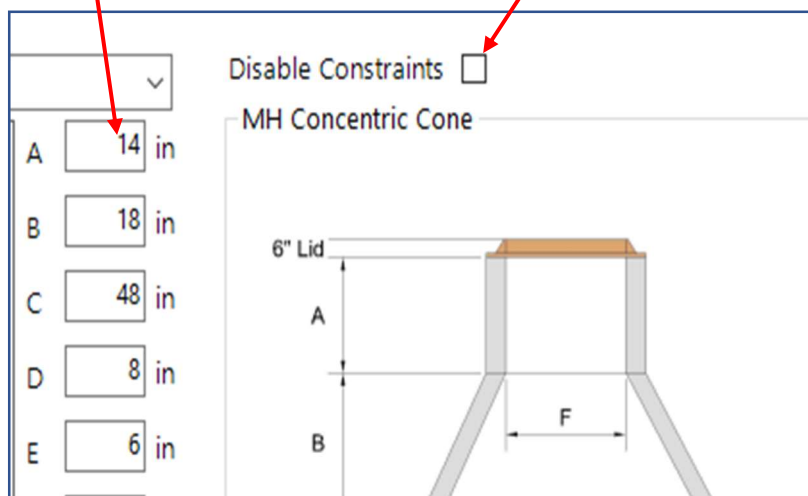 Disable Constraints
MH Concentric Cone
A 14 in
B 18 in
C 48 in
D 8 in
E 6 in
6" Lid
A
F
B